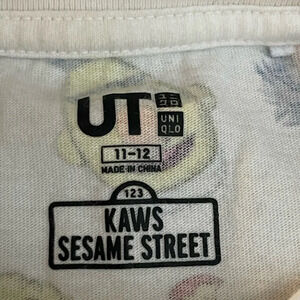 UT ユニクロ
UNIQLO
11-12
MADE IN CHINA
123
KAWS
SESAME STREET